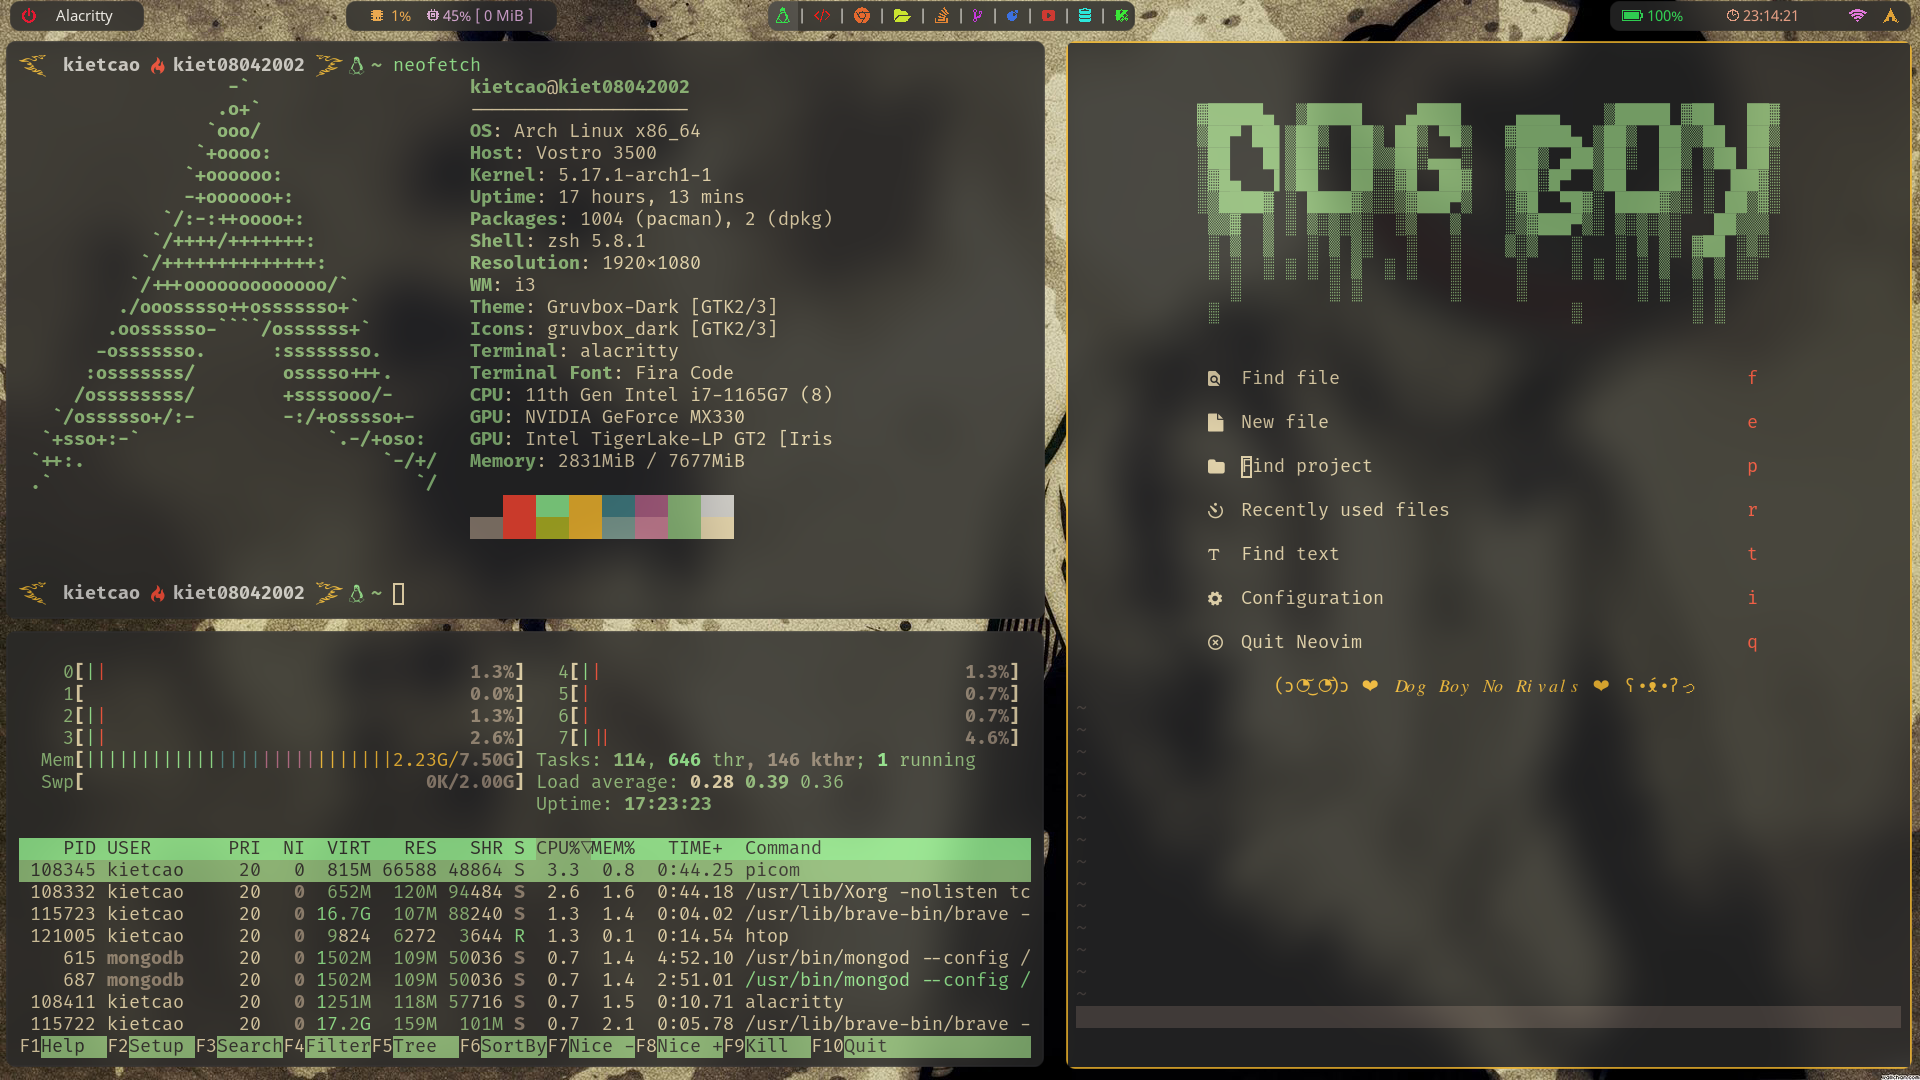 Alacritty
1%
45% [ 0 MiB ]
100%
23:14:21
kietcao kiet08042002 ~ neofetch
kietcao@kiet08042002
OS: Arch Linux x86_64
Host: Vostro 3500
Kernel: 5.17.1-arch1-1
Uptime: 17 hours, 13 mins
Packages: 1004 (pacman), 2 (dpkg)
Shell: zsh 5.8.1
Resolution: 1920×1080
WM: i3
Theme: Gruvbox-Dark [GTK2/3]
Icons: gruvbox_dark [GTK2/3]
Terminal: alacritty
Terminal Font: Fira Code
CPU: 11th Gen Intel i7-1165G7 (8)
GPU: NVIDIA GeForce MX330
GPU: Intel TigerLake-LP GT2 [Iris
Memory: 2831MiB / 7677MiB
kietcao kiet08042002 ~
0[|| 1.3%] 4[|| 1.3%]
1[ 0.0%] 5[| 0.7%]
2[|| 1.3%] 6[| 0.7%]
3[|| 2.6%] 7[||| 4.6%]
Mem[||||||||||||||||||||||||||||2.23G/7.50G] Tasks: 114, 646 thr, 146 kthr; 1 running
Swp[ 0K/2.00G] Load average: 0.28 0.39 0.36
Uptime: 17:23:23
PID USER PRI NI VIRT RES SHR S CPU%▽MEM% TIME+ Command
108345 kietcao 20 0 815M 66588 48864 S 3.3 0.8 0:44.25 picom
108332 kietcao 20 0 652M 120M 94484 S 2.6 1.6 0:44.18 /usr/lib/Xorg -nolisten tc
115723 kietcao 20 0 16.7G 107M 88240 S 1.3 1.4 0:04.02 /usr/lib/brave-bin/brave -
121005 kietcao 20 0 9824 6272 3644 R 1.3 0.1 0:14.54 htop
615 mongodb 20 0 1502M 109M 50036 S 0.7 1.4 4:52.10 /usr/bin/mongod --config /
687 mongodb 20 0 1502M 109M 50036 S 0.7 1.4 2:51.01 /usr/bin/mongod --config /
108411 kietcao 20 0 1251M 118M 57716 S 0.7 1.5 0:10.71 alacritty
115722 kietcao 20 0 17.2G 159M 101M S 0.7 2.1 0:05.78 /usr/lib/brave-bin/brave -
F1Help F2Setup F3SearchF4FilterF5Tree F6SortByF7Nice -F8Nice +F9Kill F10Quit
DOG BOY
Find file f
New file e
Find project p
Recently used files r
Find text t
Configuration i
Quit Neovim q
❤ Dog Boy No Rivals ❤ ʕ•ᴥ•ʔっ